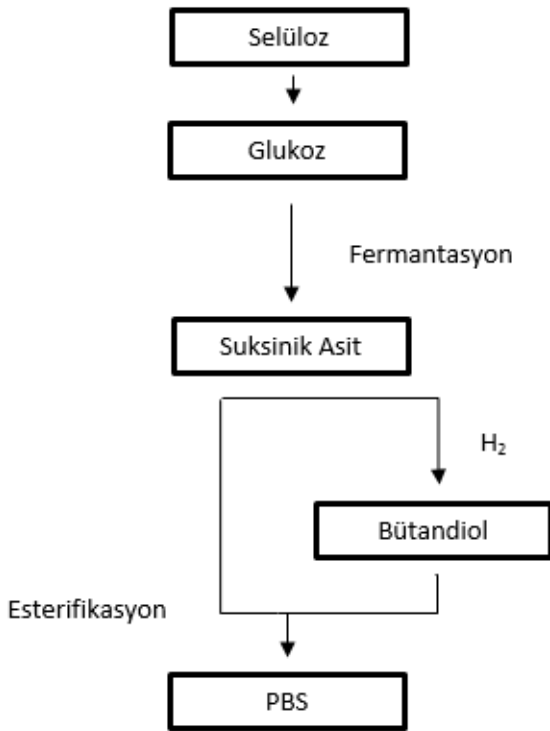 Selüloz
Glukoz
Fermantasyon
Suksinik Asit
H₂
Bütandiol
Esterifikasyon
PBS